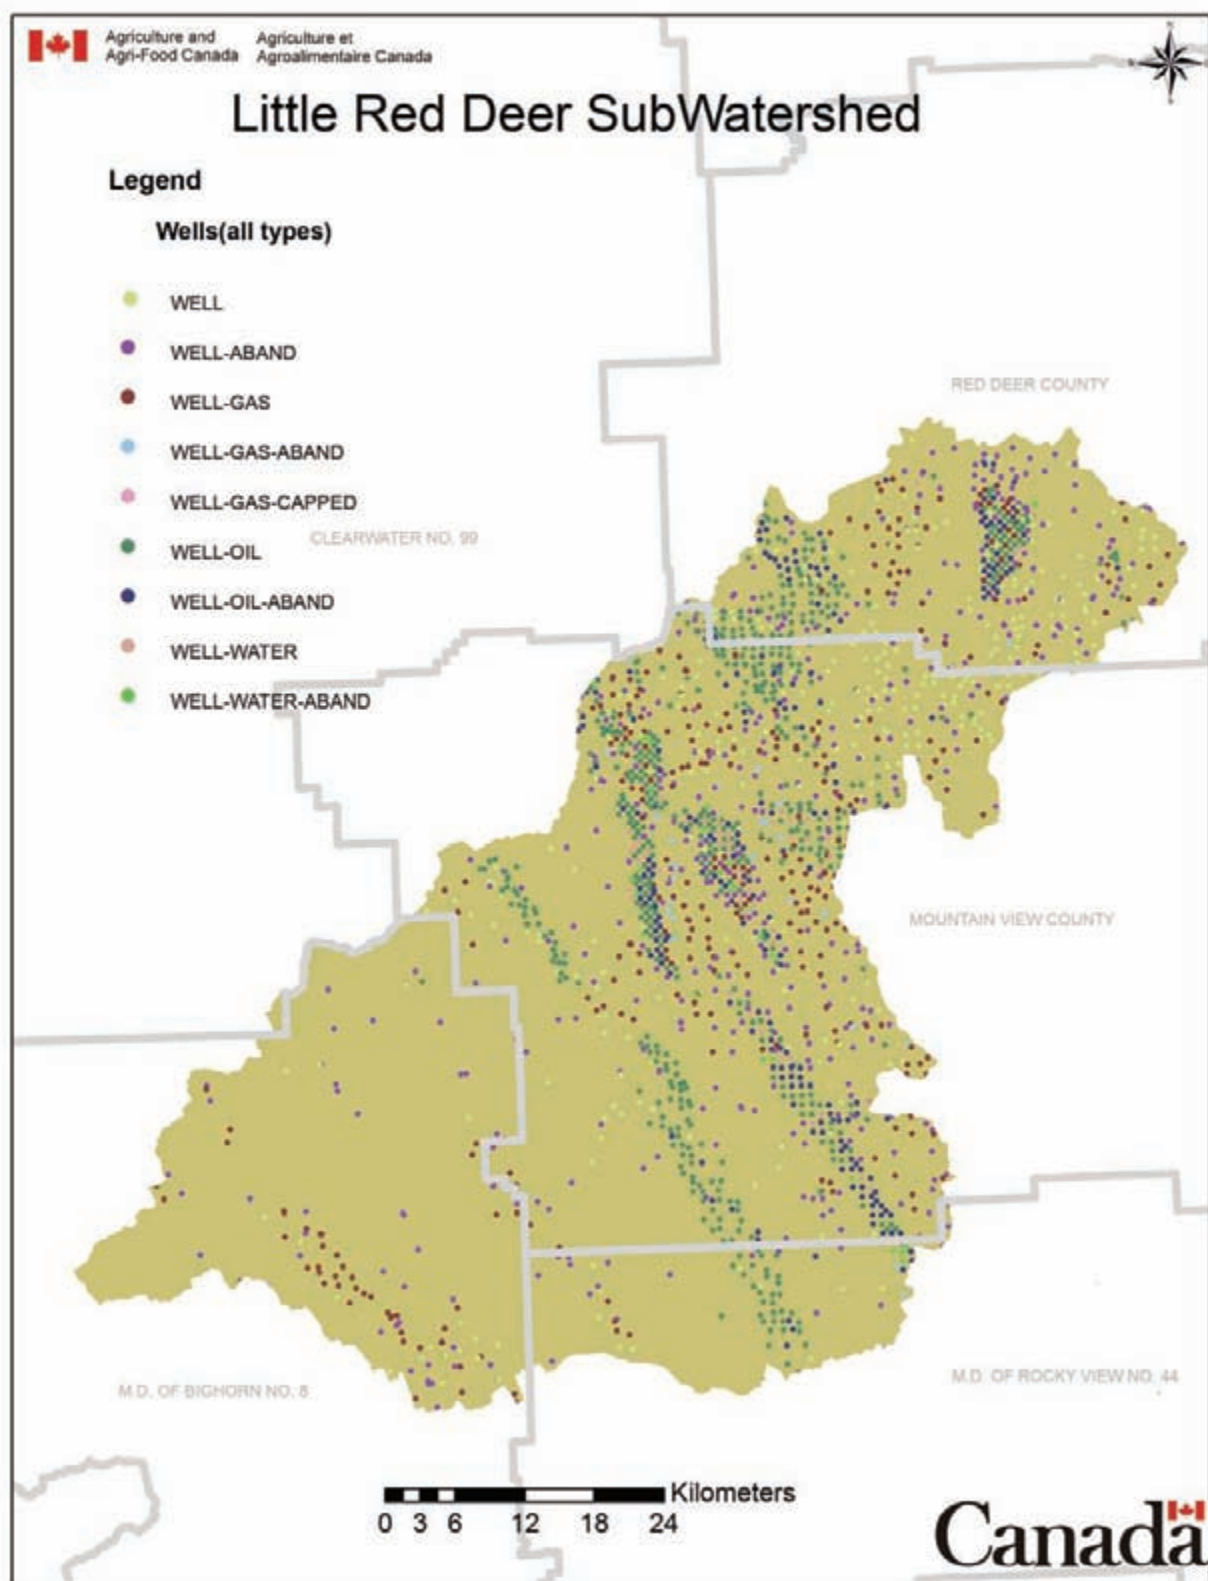 Agriculture and Agriculture et
Agri-Food Canada Agroalimentaire Canada
Little Red Deer SubWatershed
Legend
Wells(all types)
WELL
WELL-ABAND
WELL-GAS
WELL-GAS-ABAND
WELL-GAS-CAPPED
WELL-OIL
WELL-OIL-ABAND
WELL-WATER
WELL-WATER-ABAND
RED DEER COUNTY
CLEARWATER NO. 99
MOUNTAIN VIEW COUNTY
M.D. OF BIGHORN NO. 8
M.D. OF ROCKY VIEW NO. 44
Kilometers
0 3 6 12 18 24
Canada